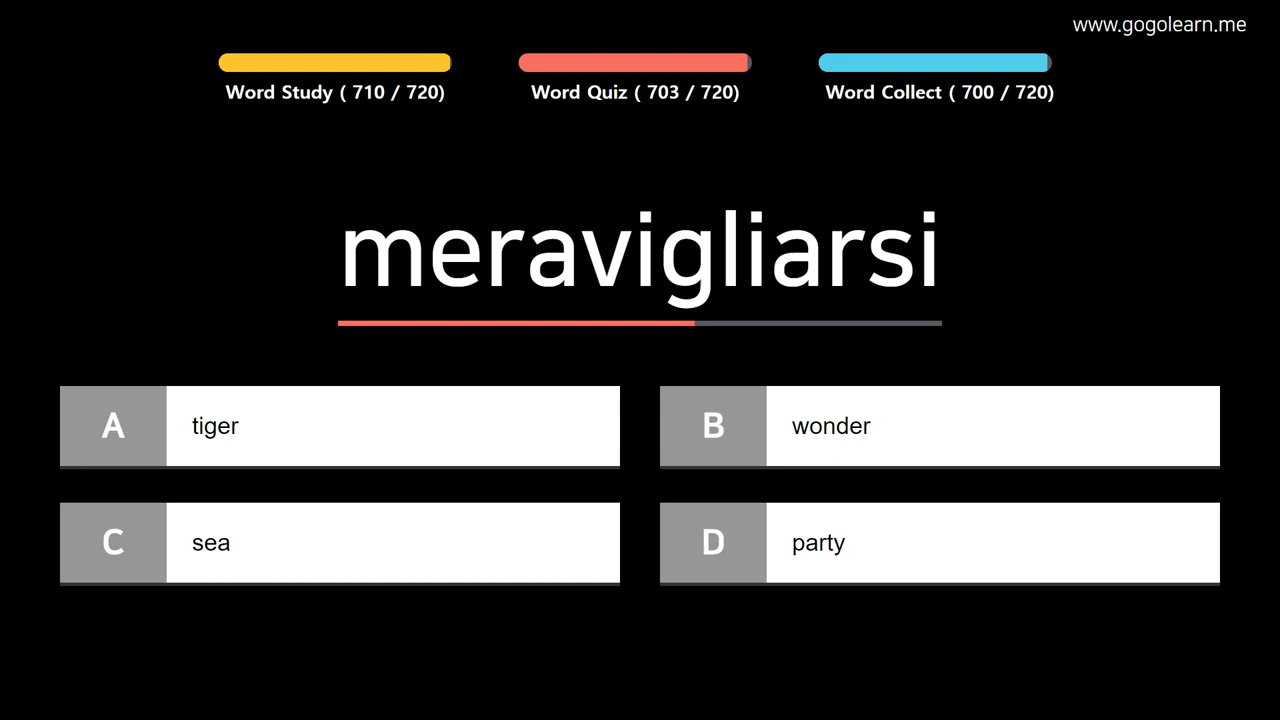 www.gogolearn.me
Word Study ( 710 / 720)
Word Quiz ( 703 / 720)
Word Collect ( 700 / 720)
meravigliarsi
A tiger
B wonder
C sea
D party